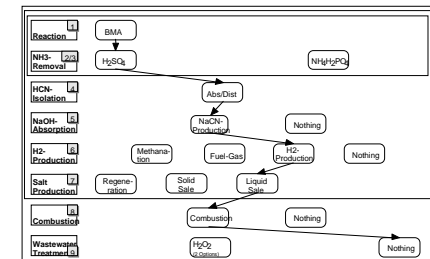 1
Reaction
BMA
NH3- 2/3
Removal
H2SO4
NH4H2PO4
HCN- 4
Isolation
Abs/Dist
NaOH- 5
Absorption
NaCN-
Production
Nothing
H2- 6
Production
Methana-
tion
Fuel-Gas
H2-
Production
Nothing
Salt 7
Production
Regene-
ration
Solid
Sale
Liquid
Sale
8
Combustion
Combustion
Nothing
Wastewater
Treatment 9
H2O2
(2 Options)
Nothing